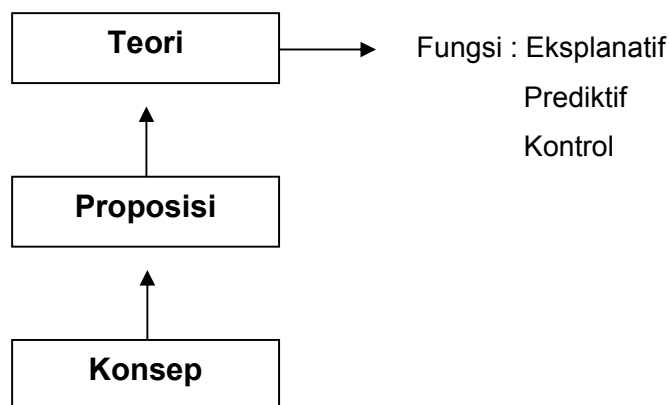 Teori
Fungsi : Eksplanatif
Prediktif
Kontrol
Proposisi
Konsep